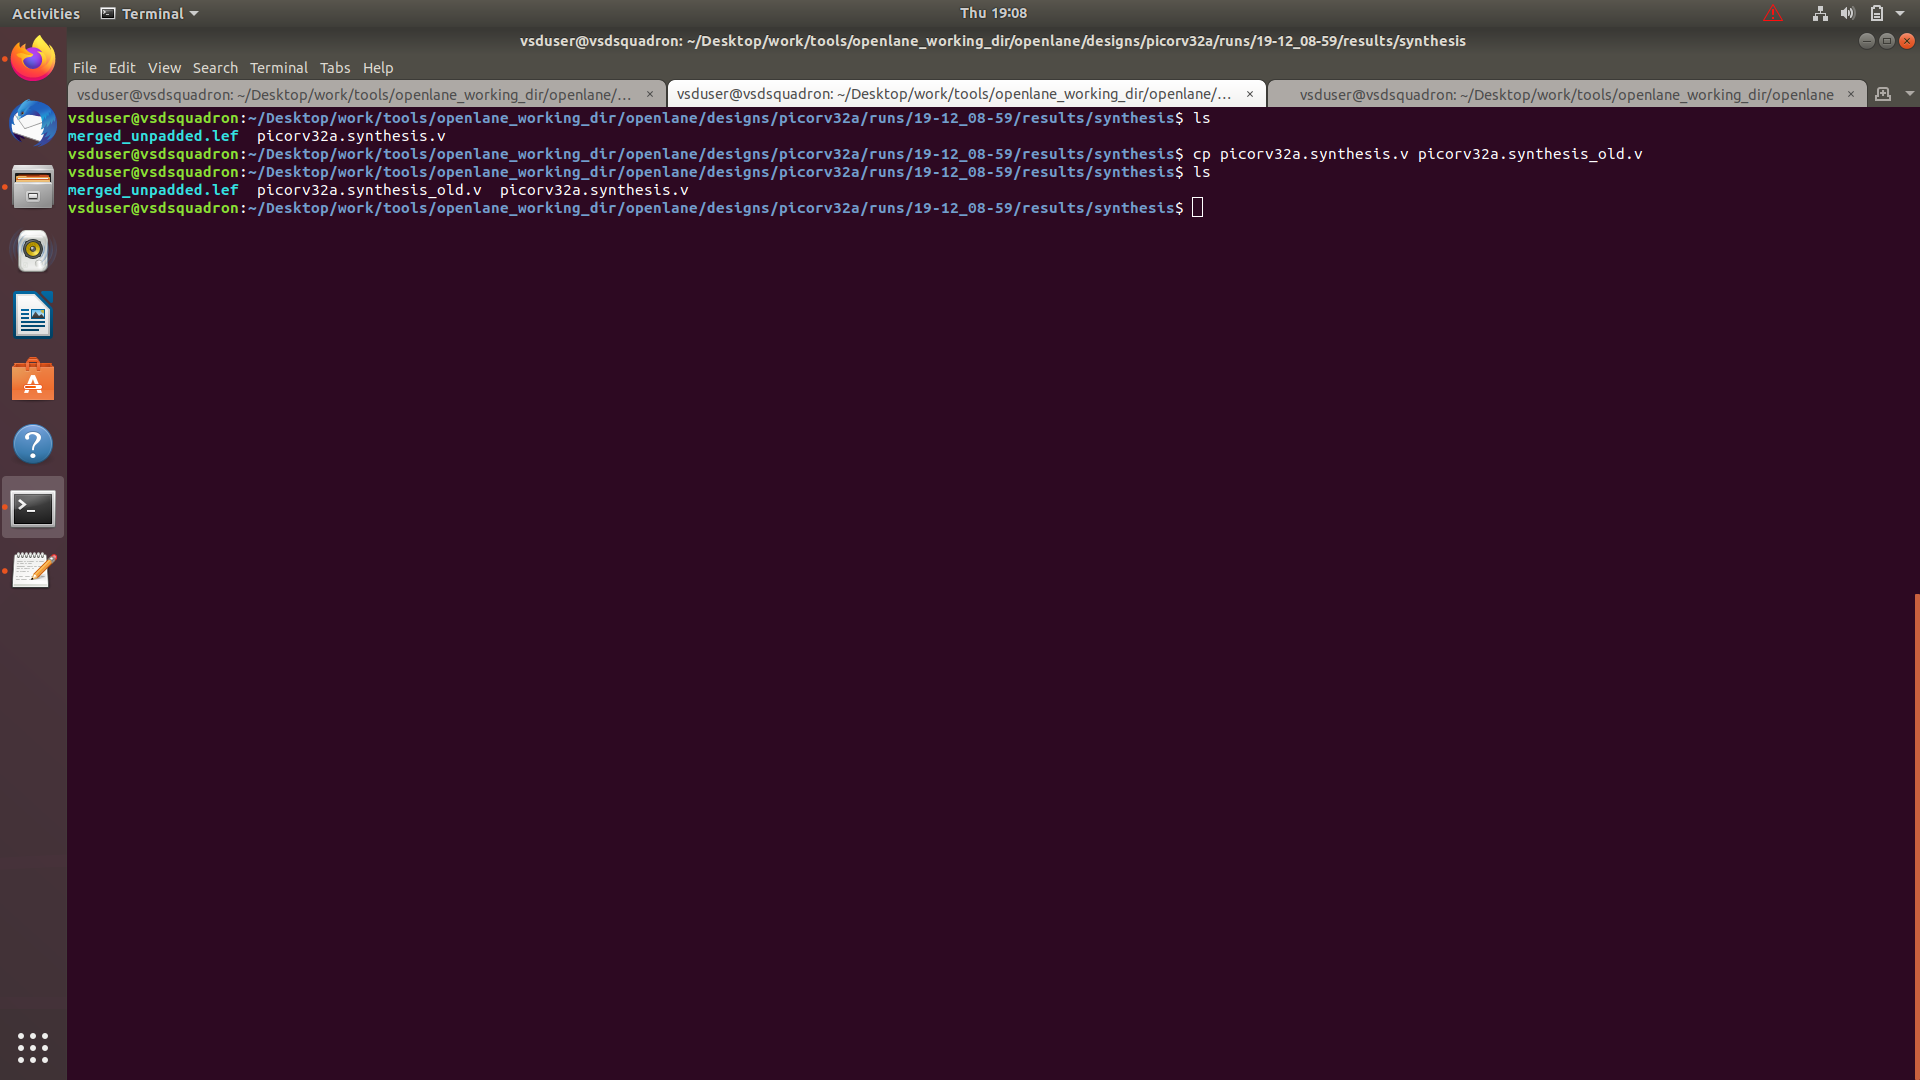 Activities Terminal Thu 19:08
vsduser@vsdsquadron: ~/Desktop/work/tools/openlane_working_dir/openlane/designs/picorv32a/runs/19-12_08-59/results/synthesis
File Edit View Search Terminal Tabs Help
vsduser@vsdsquadron: ~/Desktop/work/tools/openlane_working_dir/openlane/… × vsduser@vsdsquadron: ~/Desktop/work/tools/openlane_working_dir/openlane/… × vsduser@vsdsquadron: ~/Desktop/work/tools/openlane_working_dir/openlane ×
vsduser@vsdsquadron:~/Desktop/work/tools/openlane_working_dir/openlane/designs/picorv32a/runs/19-12_08-59/results/synthesis$ ls
merged_unpadded.lef picorv32a.synthesis.v
vsduser@vsdsquadron:~/Desktop/work/tools/openlane_working_dir/openlane/designs/picorv32a/runs/19-12_08-59/results/synthesis$ cp picorv32a.synthesis.v picorv32a.synthesis_old.v
vsduser@vsdsquadron:~/Desktop/work/tools/openlane_working_dir/openlane/designs/picorv32a/runs/19-12_08-59/results/synthesis$ ls
merged_unpadded.lef picorv32a.synthesis_old.v picorv32a.synthesis.v
vsduser@vsdsquadron:~/Desktop/work/tools/openlane_working_dir/openlane/designs/picorv32a/runs/19-12_08-59/results/synthesis$